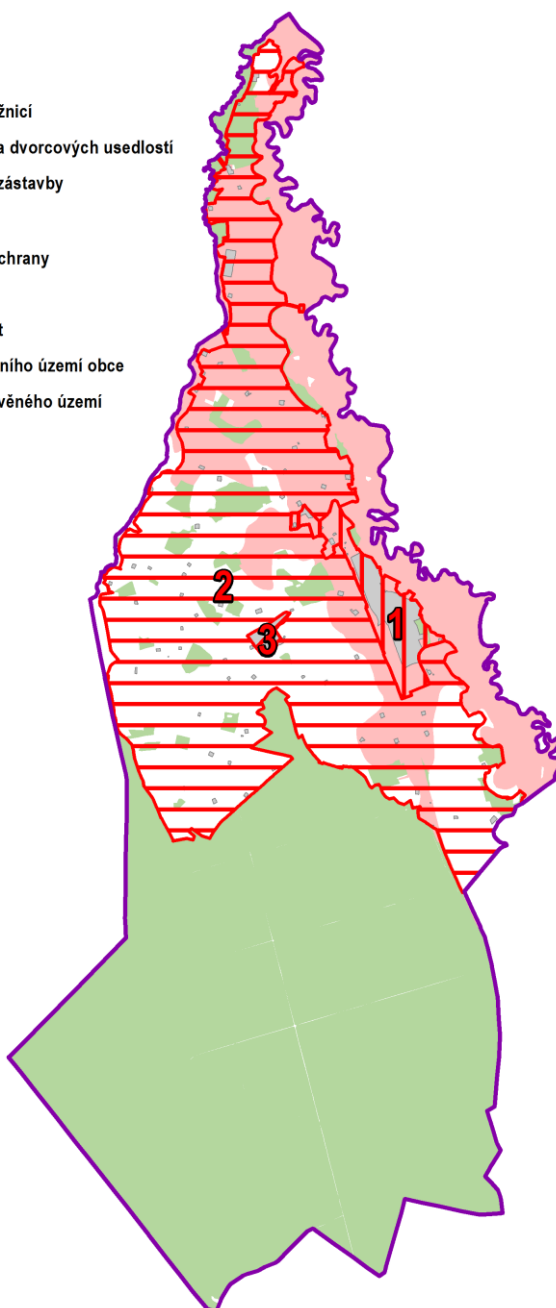 žnicí
a dvorcových usedlostí
zástavby
chrany
t
ního území obce
věného území
2
1
3